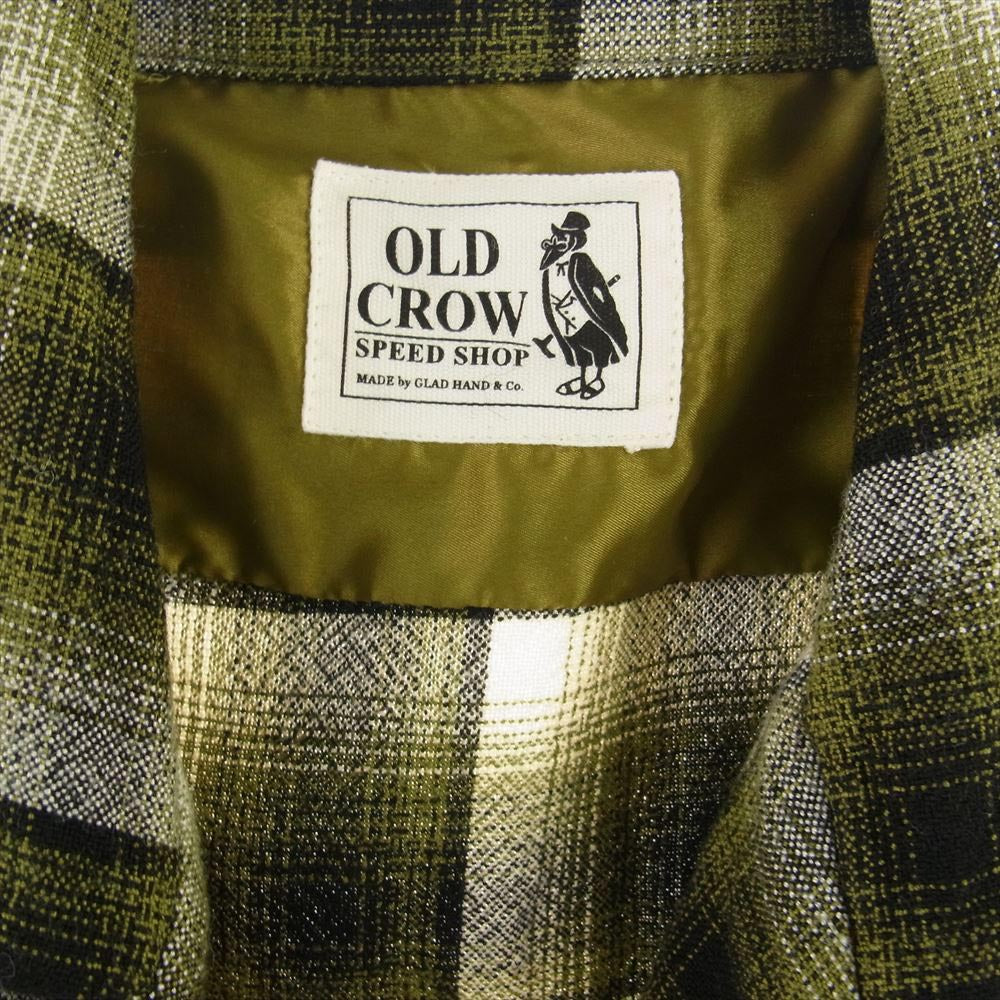 OLD
CROW
SPEED SHOP
MADE by GLAD HAND & Co.